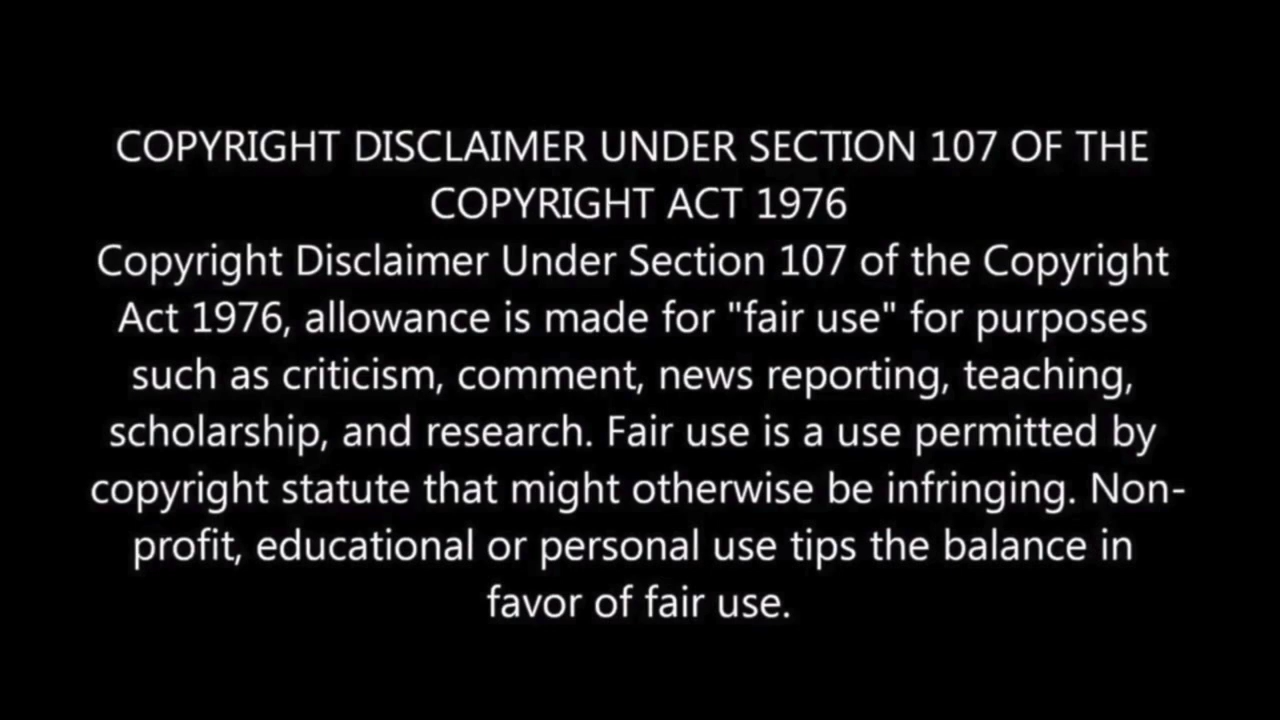 COPYRIGHT DISCLAIMER UNDER SECTION 107 OF THE
COPYRIGHT ACT 1976
Copyright Disclaimer Under Section 107 of the Copyright
Act 1976, allowance is made for "fair use" for purposes
such as criticism, comment, news reporting, teaching,
scholarship, and research. Fair use is a use permitted by
copyright statute that might otherwise be infringing. Non-
profit, educational or personal use tips the balance in
favor of fair use.